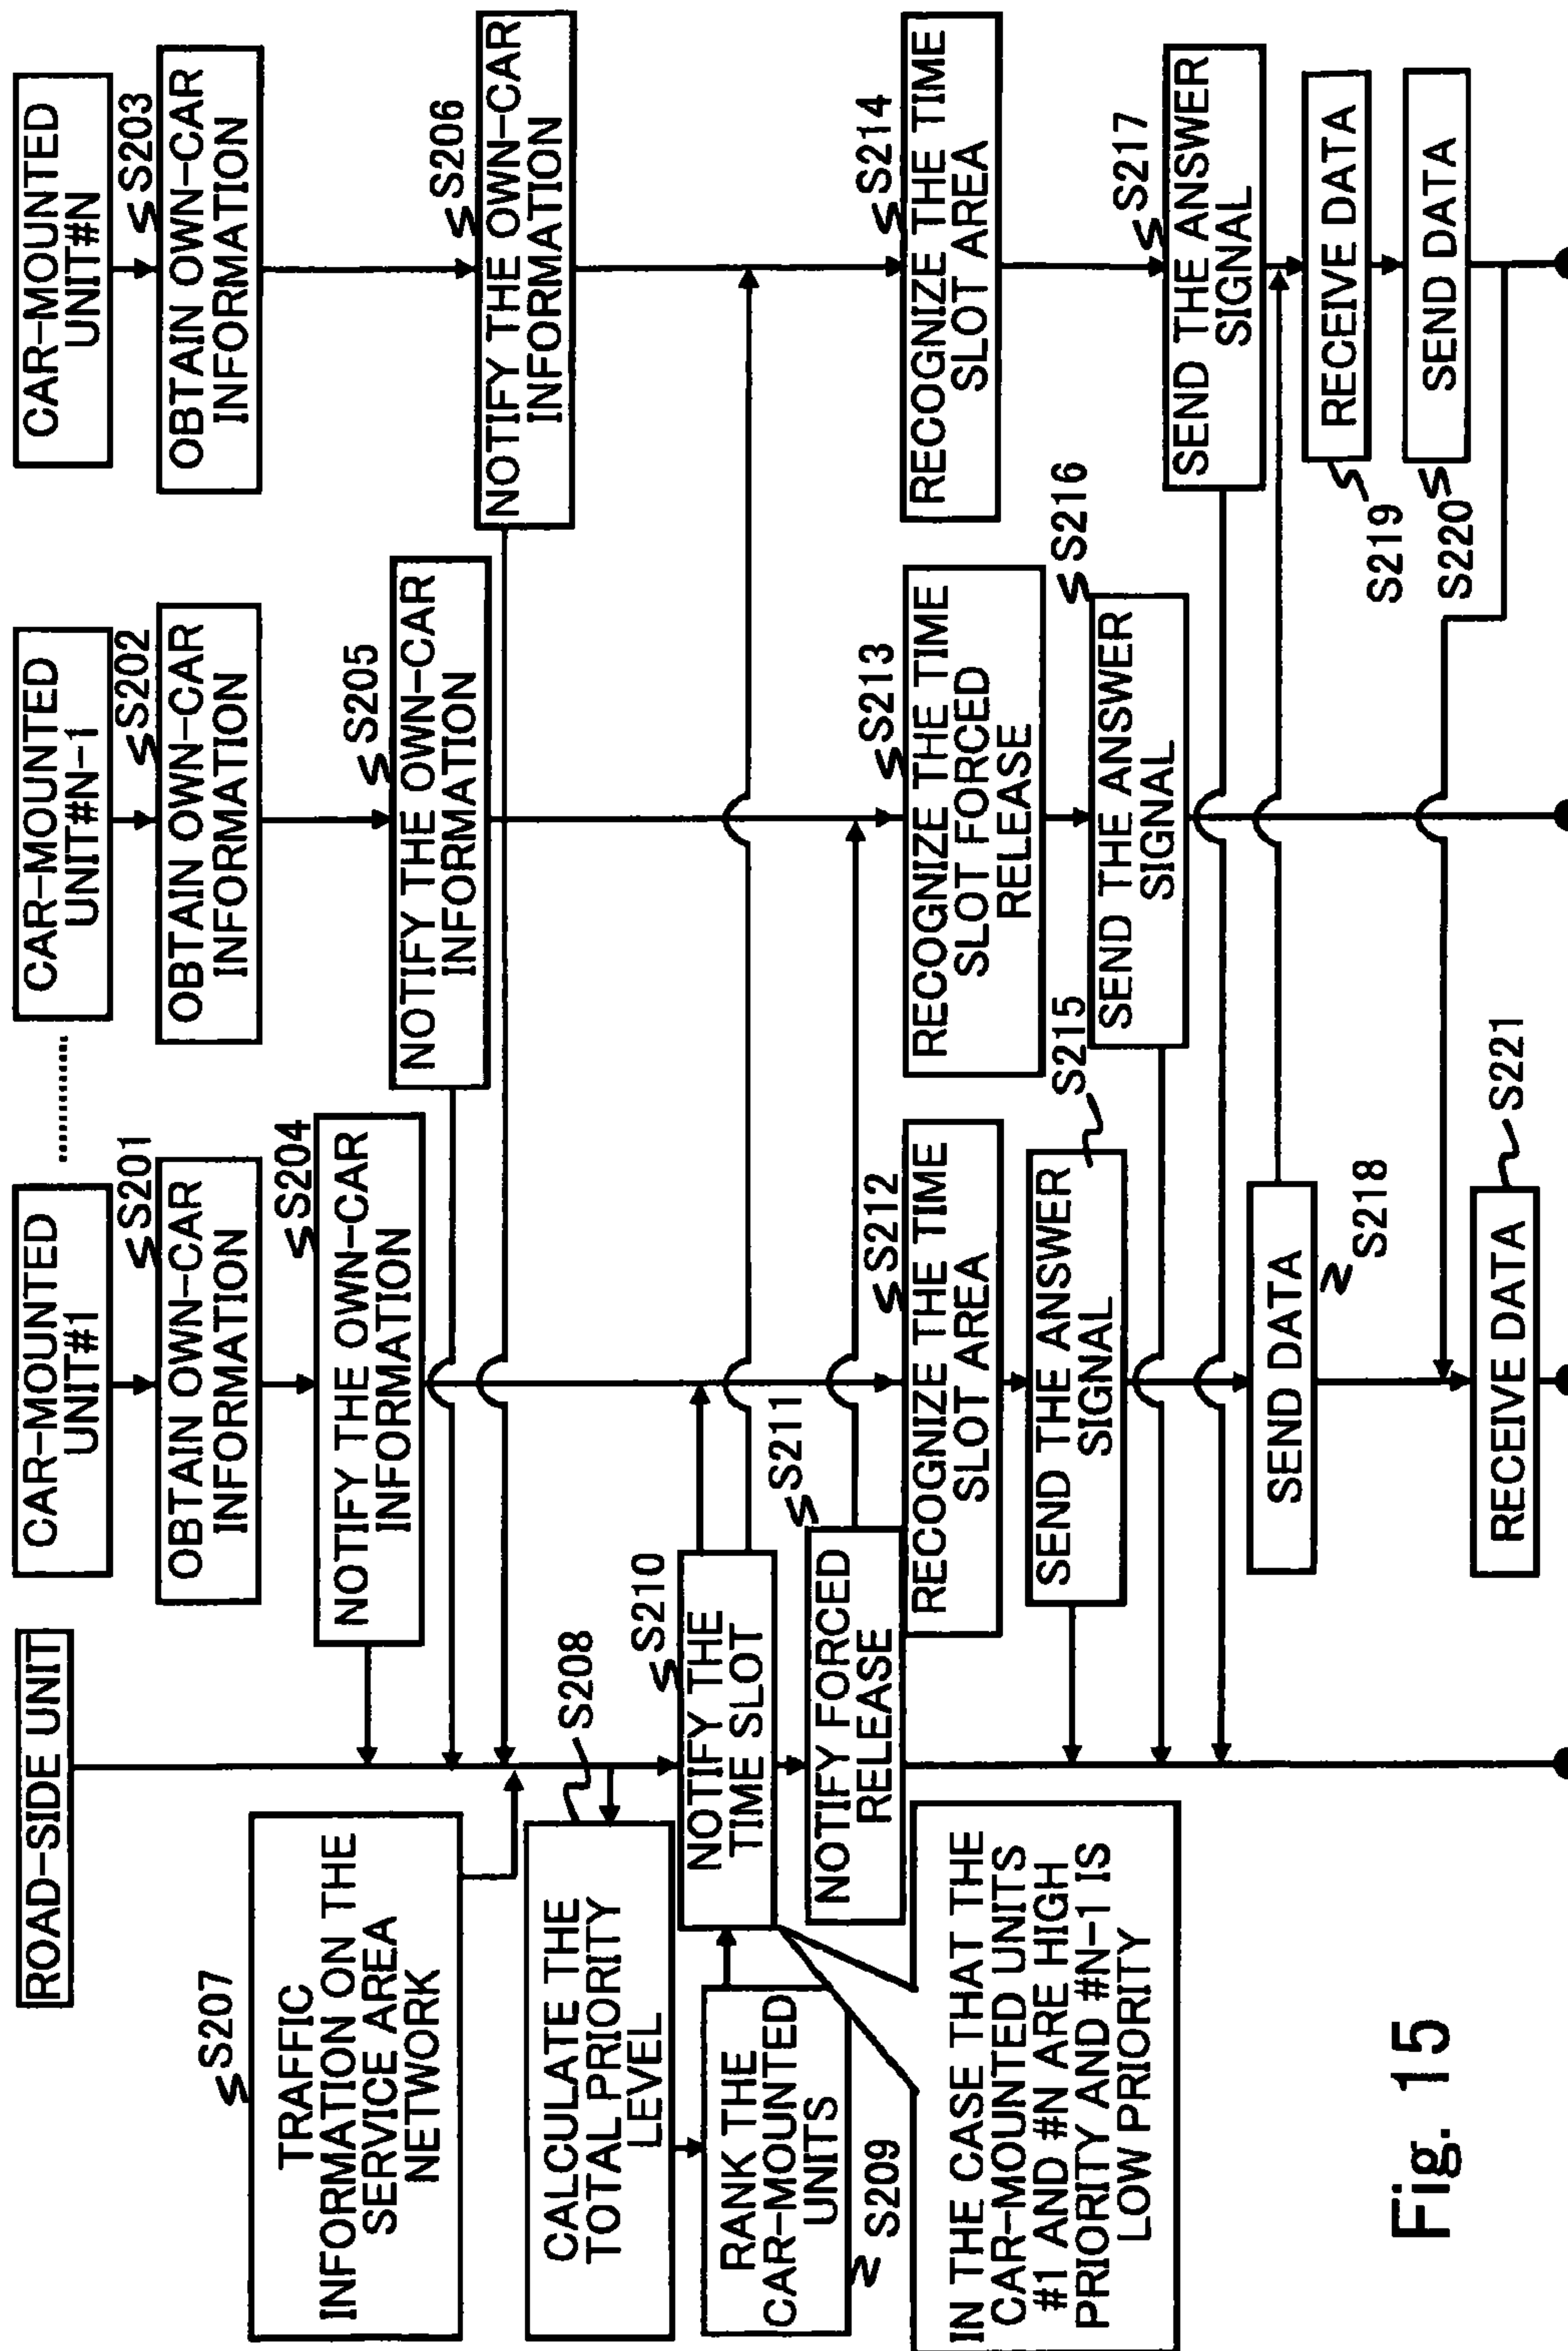 ROAD-SIDE UNIT
CAR-MOUNTED
UNIT#1
CAR-MOUNTED
UNIT#N-1
CAR-MOUNTED
UNIT#N
S201
OBTAIN OWN-CAR
INFORMATION
S202
OBTAIN OWN-CAR
INFORMATION
S203
OBTAIN OWN-CAR
INFORMATION
S204
NOTIFY THE OWN-CAR
INFORMATION
S205
NOTIFY THE OWN-CAR
INFORMATION
S206
NOTIFY THE OWN-CAR
INFORMATION
S207
TRAFFIC
INFORMATION ON THE
SERVICE AREA
NETWORK
S208
CALCULATE THE
TOTAL PRIORITY
LEVEL
RANK THE
CAR-MOUNTED
UNITS
S209
S210
NOTIFY THE
TIME SLOT
S211
NOTIFY FORCED
RELEASE
IN THE CASE THAT THE
CAR-MOUNTED UNITS
#1 AND #N ARE HIGH
PRIORITY AND #N-1 IS
LOW PRIORITY
S212
RECOGNIZE THE TIME
SLOT AREA
S213
RECOGNIZE THE TIME
SLOT FORCED
RELEASE
S214
RECOGNIZE THE TIME
SLOT AREA
S215
SEND THE ANSWER
SIGNAL
S216
SEND THE ANSWER
SIGNAL
S217
SEND THE ANSWER
SIGNAL
SEND DATA
S218
RECEIVE DATA
S219
SEND DATA
S220
RECEIVE DATA
S221
Fig. 15